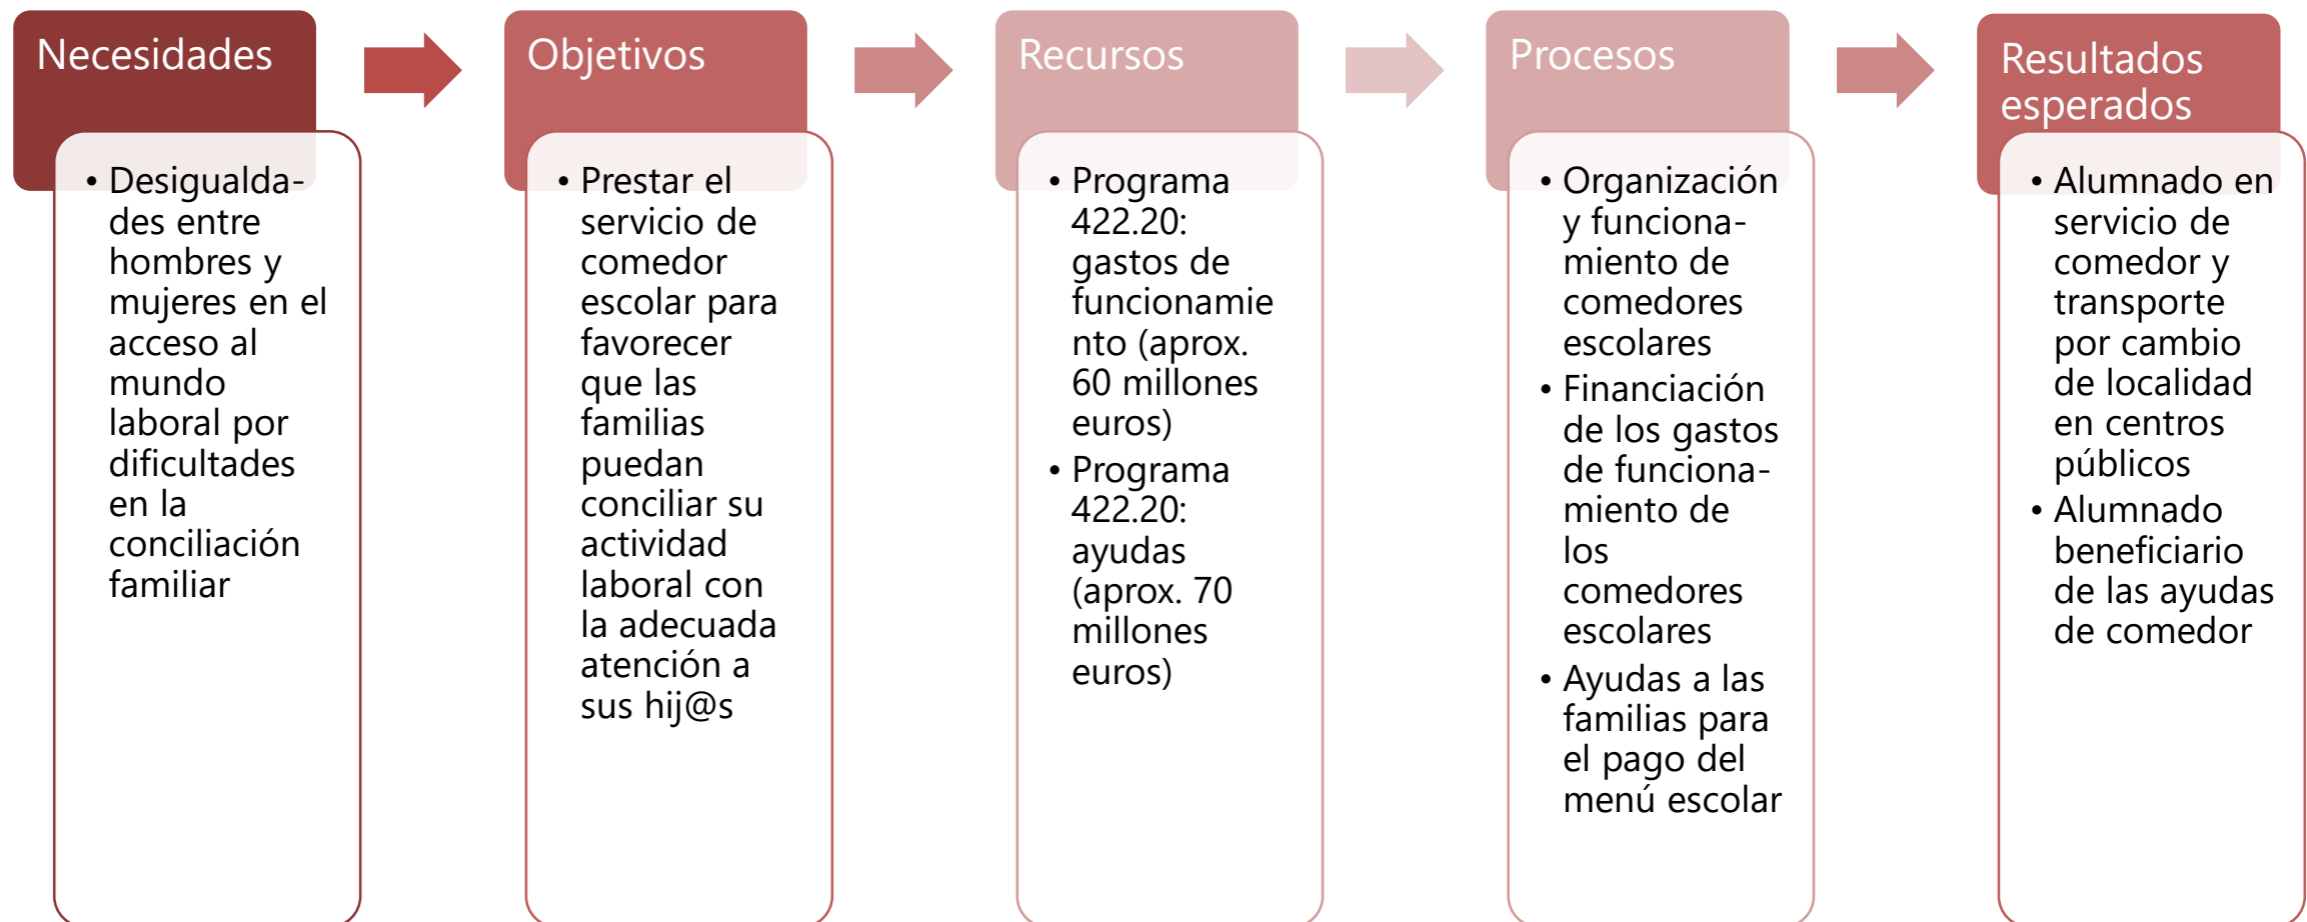 Necesidades
• Desigualda-
des entre
hombres y
mujeres en el
acceso al
mundo
laboral por
dificultades
en la
conciliación
familiar
Objetivos
• Prestar el
servicio de
comedor
escolar para
favorecer
que las
familias
puedan
conciliar su
actividad
laboral con
la adecuada
atención a
sus hij@s
Recursos
• Programa
422.20:
gastos de
funcionamie
nto (aprox.
60 millones
euros)
• Programa
422.20:
ayudas
(aprox. 70
millones
euros)
Procesos
• Organización
y funciona-
miento de
comedores
escolares
• Financiación
de los gastos
de funciona-
miento de
los
comedores
escolares
• Ayudas a las
familias para
el pago del
menú escolar
Resultados
esperados
• Alumnado en
servicio de
comedor y
transporte
por cambio
de localidad
en centros
públicos
• Alumnado
beneficiario
de las ayudas
de comedor